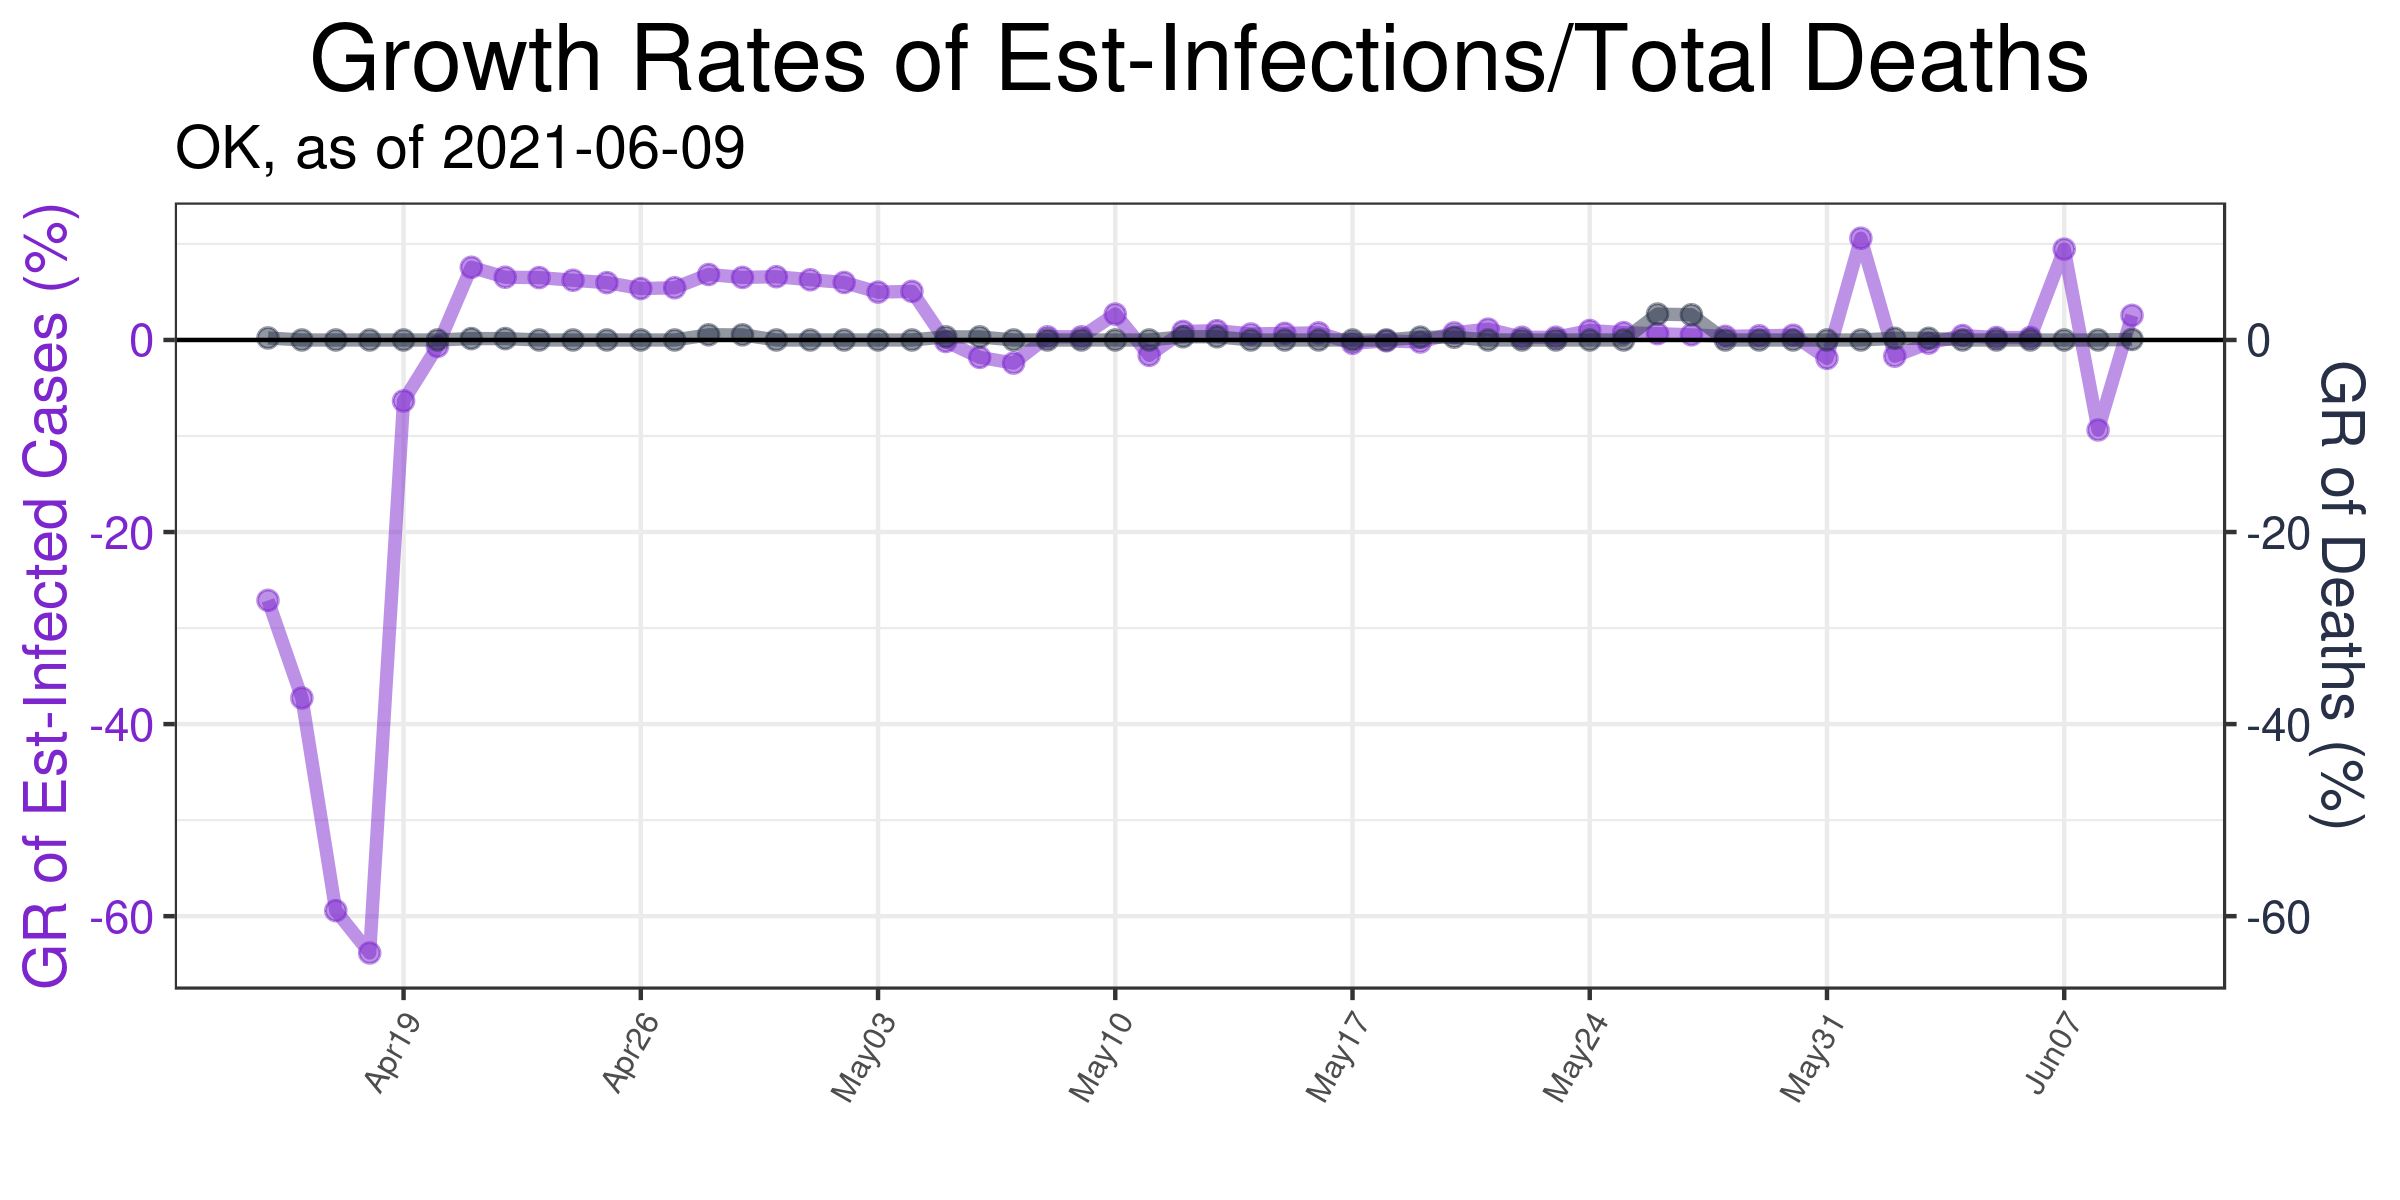 Growth Rates of Est-Infections/Total Deaths
OK, as of 2021-06-09
GR of Est-Infected Cases (%)
0
-20
-40
-60
0
-20
-40
-60
GR of Deaths (%)
Apr19
Apr26
May03
May10
May17
May24
May31
Jun07